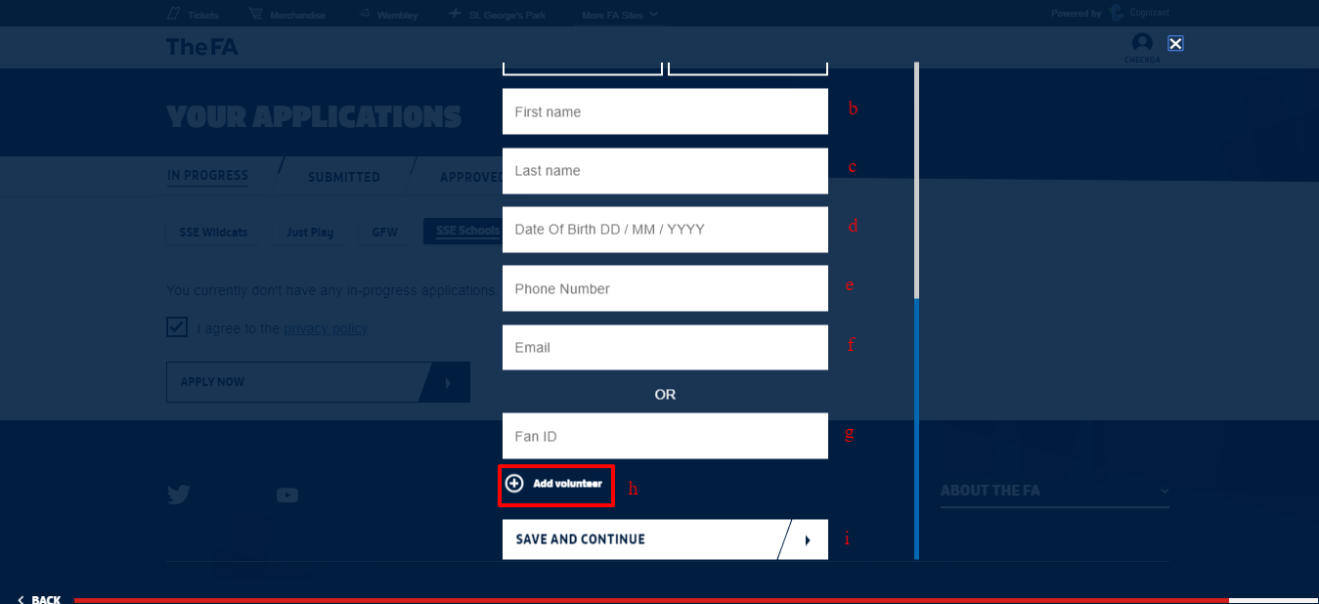 Tickets Merchandise Wembley St. George's Park More FA Sites Powered by Cognizant
TheFA
CHECKGA
YOUR APPLICATIONS
First name b
Last name c
IN PROGRESS SUBMITTED APPROVED
Date Of Birth DD / MM / YYYY d
SSE Wildcats Just Play GFW SSE Schools
Phone Number e
You currently don't have any in-progress applications
I agree to the privacy policy
Email f
APPLY NOW
OR
Fan ID g
Add volunteer h
ABOUT THE FA
SAVE AND CONTINUE i
BACK